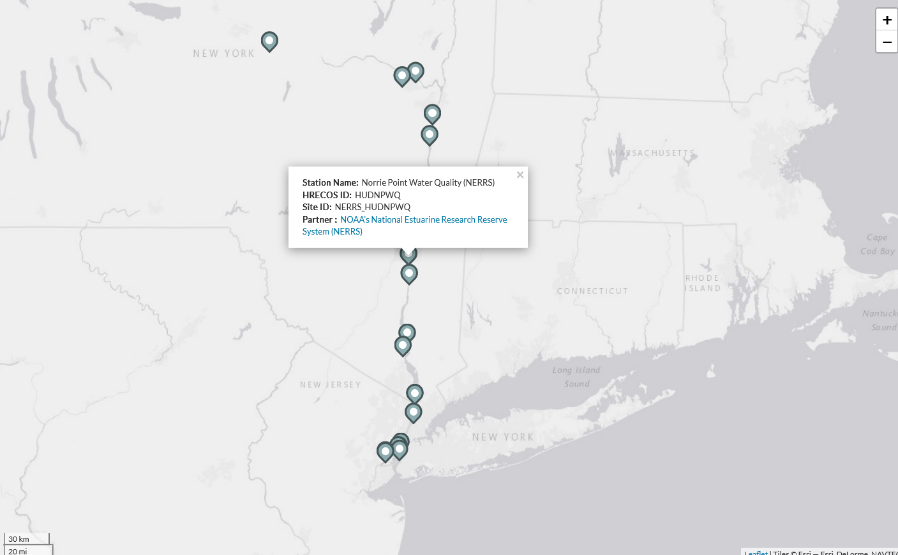 +
−
NEW YORK
MASSACHUSETTS
×
Station Name: Norrie Point Water Quality (NERRS)
HRECOS ID: HUDNPWQ
Site ID: NERRS_HUDNPWQ
Partner : NOAA's National Estuarine Research Reserve
System (NERRS)
Cape
Cod Bay
RHODE
ISLAND
CONNECTICUT
Nantucket
Sound
Long Island
Sound
NEW JERSEY
NEW YORK
30 km
20 mi
Leaflet | Tiles © Esri — Esri, DeLorme, NAVTEQ